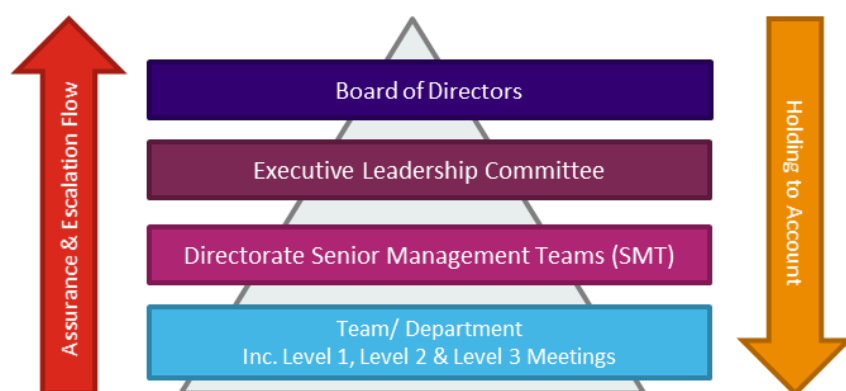 Assurance & Escalation Flow
Board of Directors
Executive Leadership Committee
Directorate Senior Management Teams (SMT)
Team/ Department
Inc. Level 1, Level 2 & Level 3 Meetings
Holding to Account